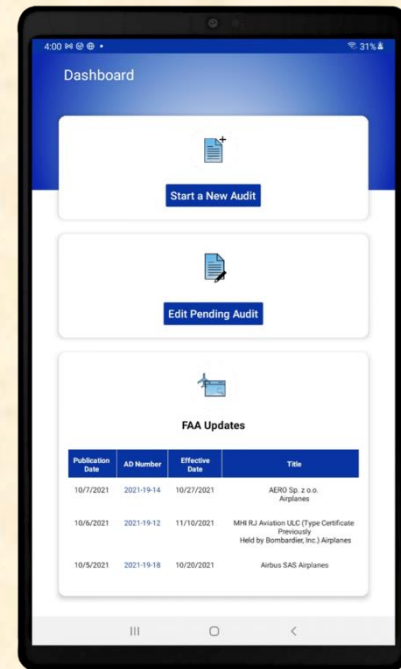 4:00 31%
Dashboard
Start a New Audit
Edit Pending Audit
FAA Updates
Publication Date AD Number Effective Date Title
10/7/2021 2021-19-14 10/27/2021 AERO Sp. z o.o.
Airplanes
10/6/2021 2021-19-12 11/10/2021 MHI RJ Aviation ULC (Type Certificate
Previously
Held by Bombardier, Inc.) Airplanes
10/5/2021 2021-19-18 10/20/2021 Airbus SAS Airplanes